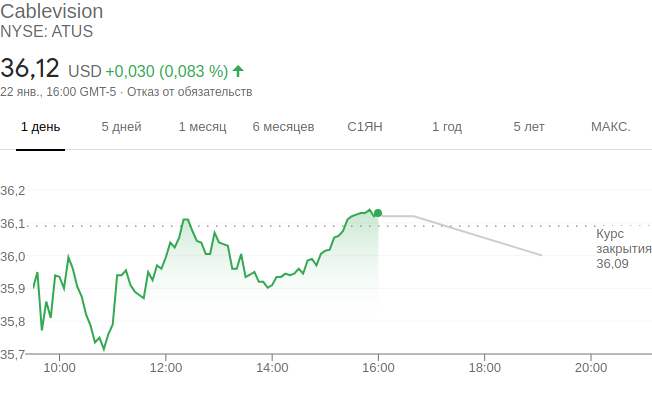 Cablevision
NYSE: ATUS
36,12 USD +0,030 (0,083 %)
22 янв., 16:00 GMT-5 · Отказ от обязательств
1 день 5 дней 1 месяц 6 месяцев С1ЯН 1 год 5 лет МАКС.
36,2
36,1
Курс
закрытия
36,0
36,09
35,9
35,8
35,7
10:00 12:00 14:00 16:00 18:00 20:00